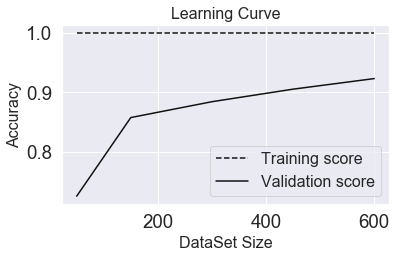 Learning Curve
1.0
0.9
0.8
Accuracy
Training score
Validation score
200
400
600
DataSet Size